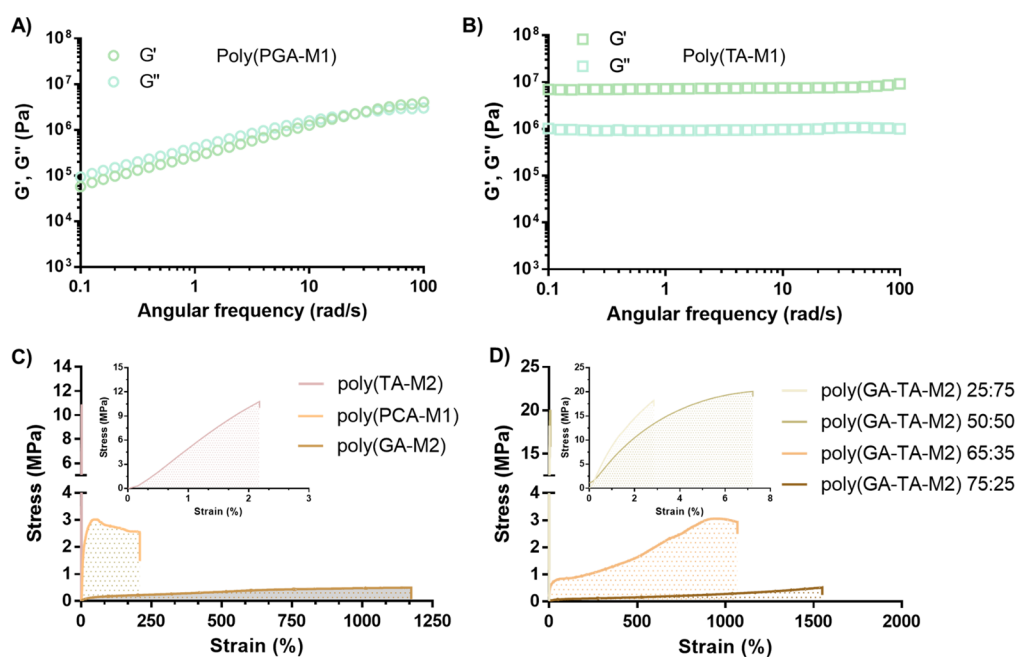 A)
10⁸
10⁷
10⁶
10⁵
10⁴
10³
G', G'' (Pa)
G'
G''
Poly(PGA-M1)
0.1
1
10
100
Angular frequency (rad/s)
B)
10⁸
10⁷
10⁶
10⁵
10⁴
10³
G', G'' (Pa)
G'
G''
Poly(TA-M1)
0.1
1
10
100
Angular frequency (rad/s)
C)
14
12
10
8
6
4
3
2
1
0
Stress (MPa)
15
12
9
6
3
0
Stress (MPa)
0
1
2
3
Strain (%)
poly(TA-M2)
poly(PCA-M1)
poly(GA-M2)
0
250
500
750
1000
1250
Strain (%)
D)
25
20
15
4
3
2
1
0
Stress (MPa)
25
20
15
10
5
0
Stress (MPa)
0
2
4
6
8
Strain (%)
poly(GA-TA-M2) 25:75
poly(GA-TA-M2) 50:50
poly(GA-TA-M2) 65:35
poly(GA-TA-M2) 75:25
0
500
1000
1500
2000
Strain (%)